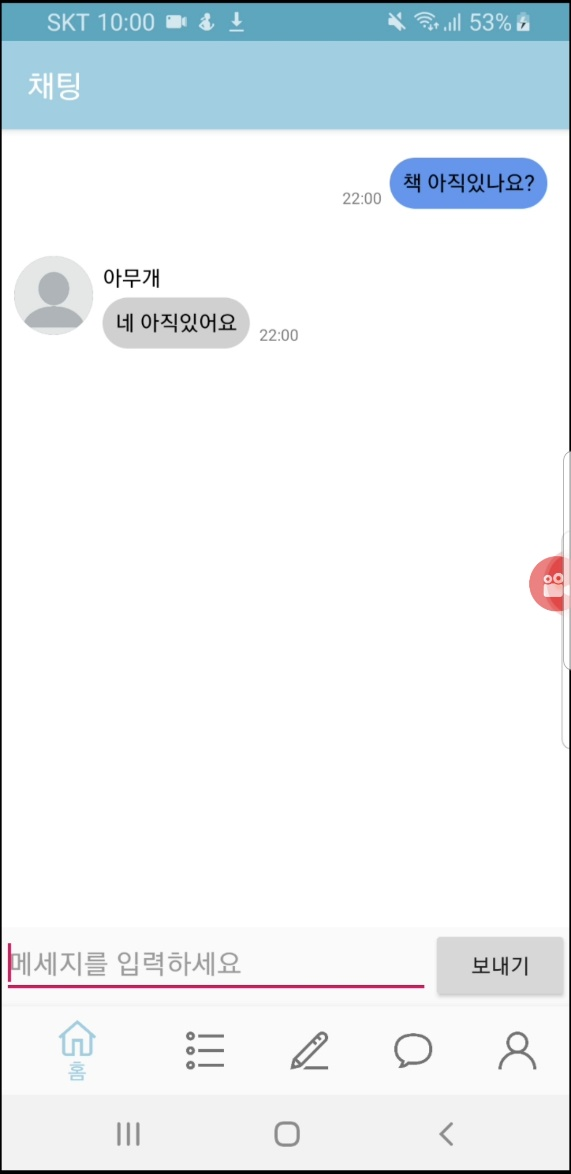 SKT 10:00 53%
채팅
책 아직있나요?
22:00
아무개
네 아직있어요
22:00
메세지를 입력하세요
보내기
홈